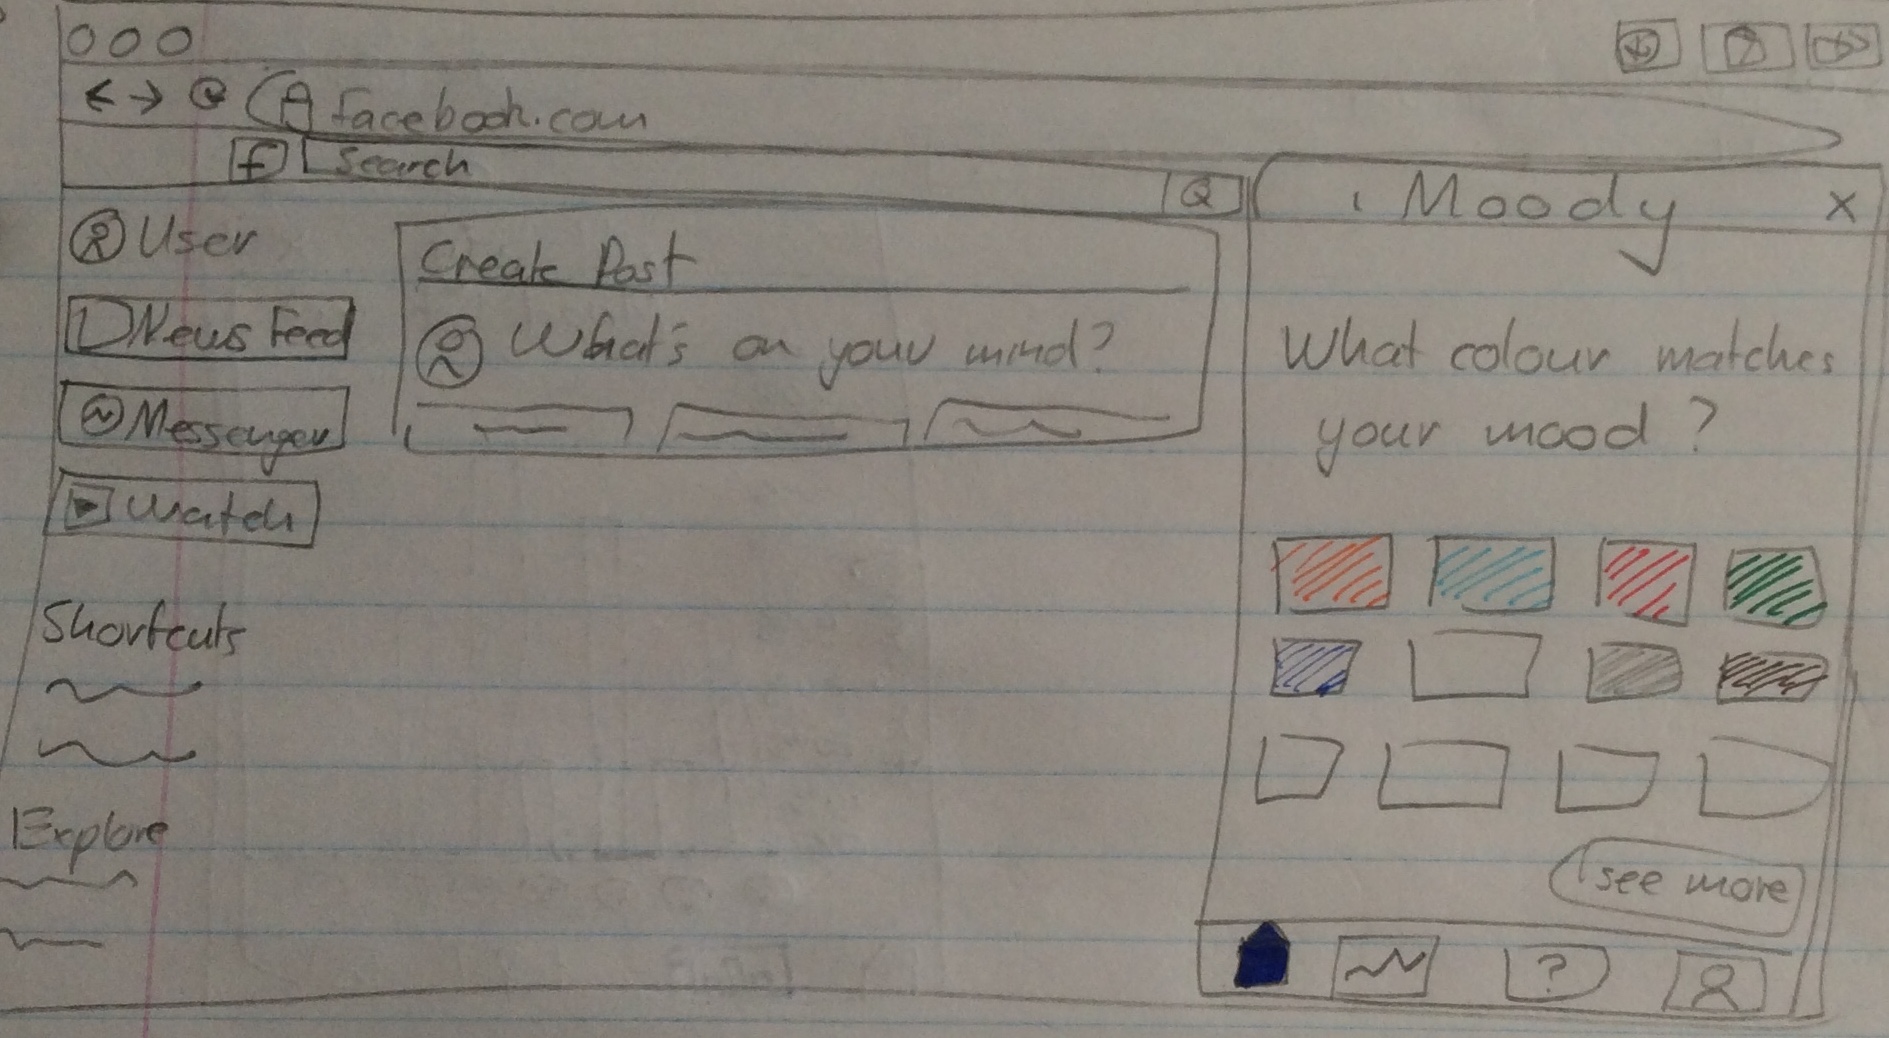 facebook.com
f Search
Moody X
User
News Feed
Messenger
Watch
Shortcuts
Explore
Create Post
What's on your mind?
What colour matches
your mood?
see more
?